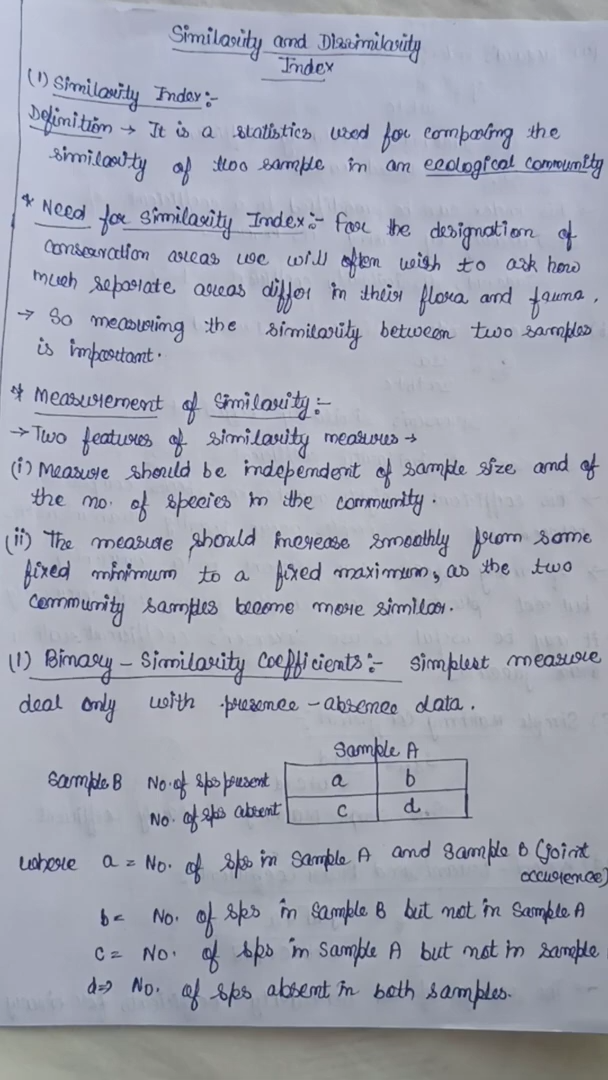 Similarity and Dissimilarity
Index
(1) Similarity Index:-
Definition → It is a statistics used for comparing the
similarity of two sample in an ecological community
* Need for similarity Index:- For the designation of
conservation areas we will often wish to ask how
much separate areas differ in their flora and fauna.
→ So measuring the similarity between two samples
is important.
* Measurement of Similarity:-
→ Two features of similarity measures →
(i) Measure should be independent of sample size and of
the no. of species in the community.
(ii) The measure should increase smoothly from some
fixed minimum to a fixed maximum, as the two
community samples become more similar.
(1) Binary - Similarity Coefficients:- Simplest measure
deal only with presence - absence data.
Sample A
Sample B No. of sps present a b
No. of sps absent c d
where a = No. of sps in Sample A and Sample B (joint
occurence)
b = No. of sps in Sample B but not in Sample A
c = No. of sps in Sample A but not in sample
d => No. of sps absent in both samples.